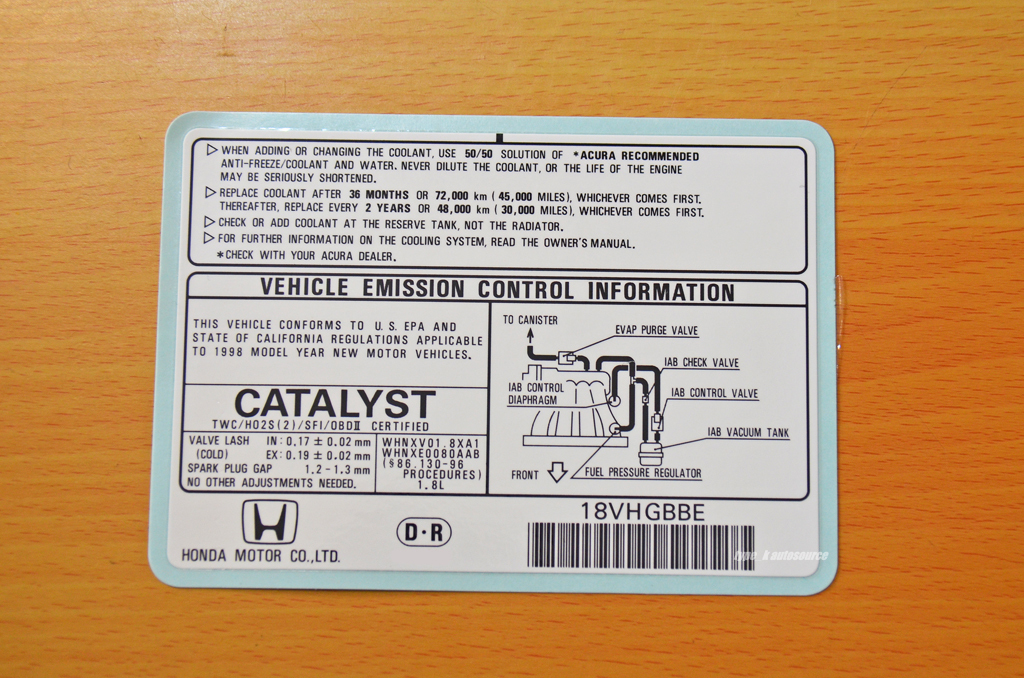 ▷ WHEN ADDING OR CHANGING THE COOLANT, USE 50/50 SOLUTION OF *ACURA RECOMMENDED
ANTI-FREEZE/COOLANT AND WATER. NEVER DILUTE THE COOLANT, OR THE LIFE OF THE ENGINE
MAY BE SERIOUSLY SHORTENED.
▷ REPLACE COOLANT AFTER 36 MONTHS OR 72,000 km (45,000 MILES), WHICHEVER COMES FIRST.
THEREAFTER, REPLACE EVERY 2 YEARS OR 48,000 km (30,000 MILES), WHICHEVER COMES FIRST.
▷ CHECK OR ADD COOLANT AT THE RESERVE TANK, NOT THE RADIATOR.
▷ FOR FURTHER INFORMATION ON THE COOLING SYSTEM, READ THE OWNER'S MANUAL.
*CHECK WITH YOUR ACURA DEALER.
VEHICLE EMISSION CONTROL INFORMATION
THIS VEHICLE CONFORMS TO U.S. EPA AND
STATE OF CALIFORNIA REGULATIONS APPLICABLE
TO 1998 MODEL YEAR NEW MOTOR VEHICLES.
CATALYST
TWC/HO2S(2)/SFI/OBDⅡ CERTIFIED
VALVE LASH IN: 0.17 ± 0.02 mm
(COLD) EX: 0.19 ± 0.02 mm
SPARK PLUG GAP 1.2 - 1.3 mm
NO OTHER ADJUSTMENTS NEEDED.
WHNXV01.8XA1
WHNXE0080AAB
(§86.130-96
PROCEDURES)
1.8L
TO CANISTER
EVAP PURGE VALVE
IAB CHECK VALVE
IAB CONTROL
DIAPHRAGM
IAB CONTROL VALVE
IAB VACUUM TANK
FRONT
FUEL PRESSURE REGULATOR
HONDA MOTOR CO.,LTD.
D·R
18VHGBBE
type_k autosource